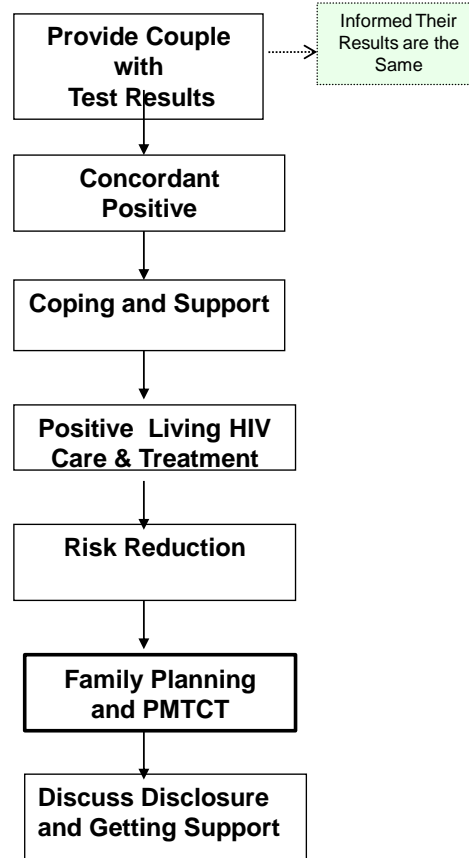 Provide Couple
with
Test Results
Informed Their
Results are the
Same
Concordant
Positive
Coping and Support
Positive Living HIV
Care & Treatment
Risk Reduction
Family Planning
and PMTCT
Discuss Disclosure
and Getting Support